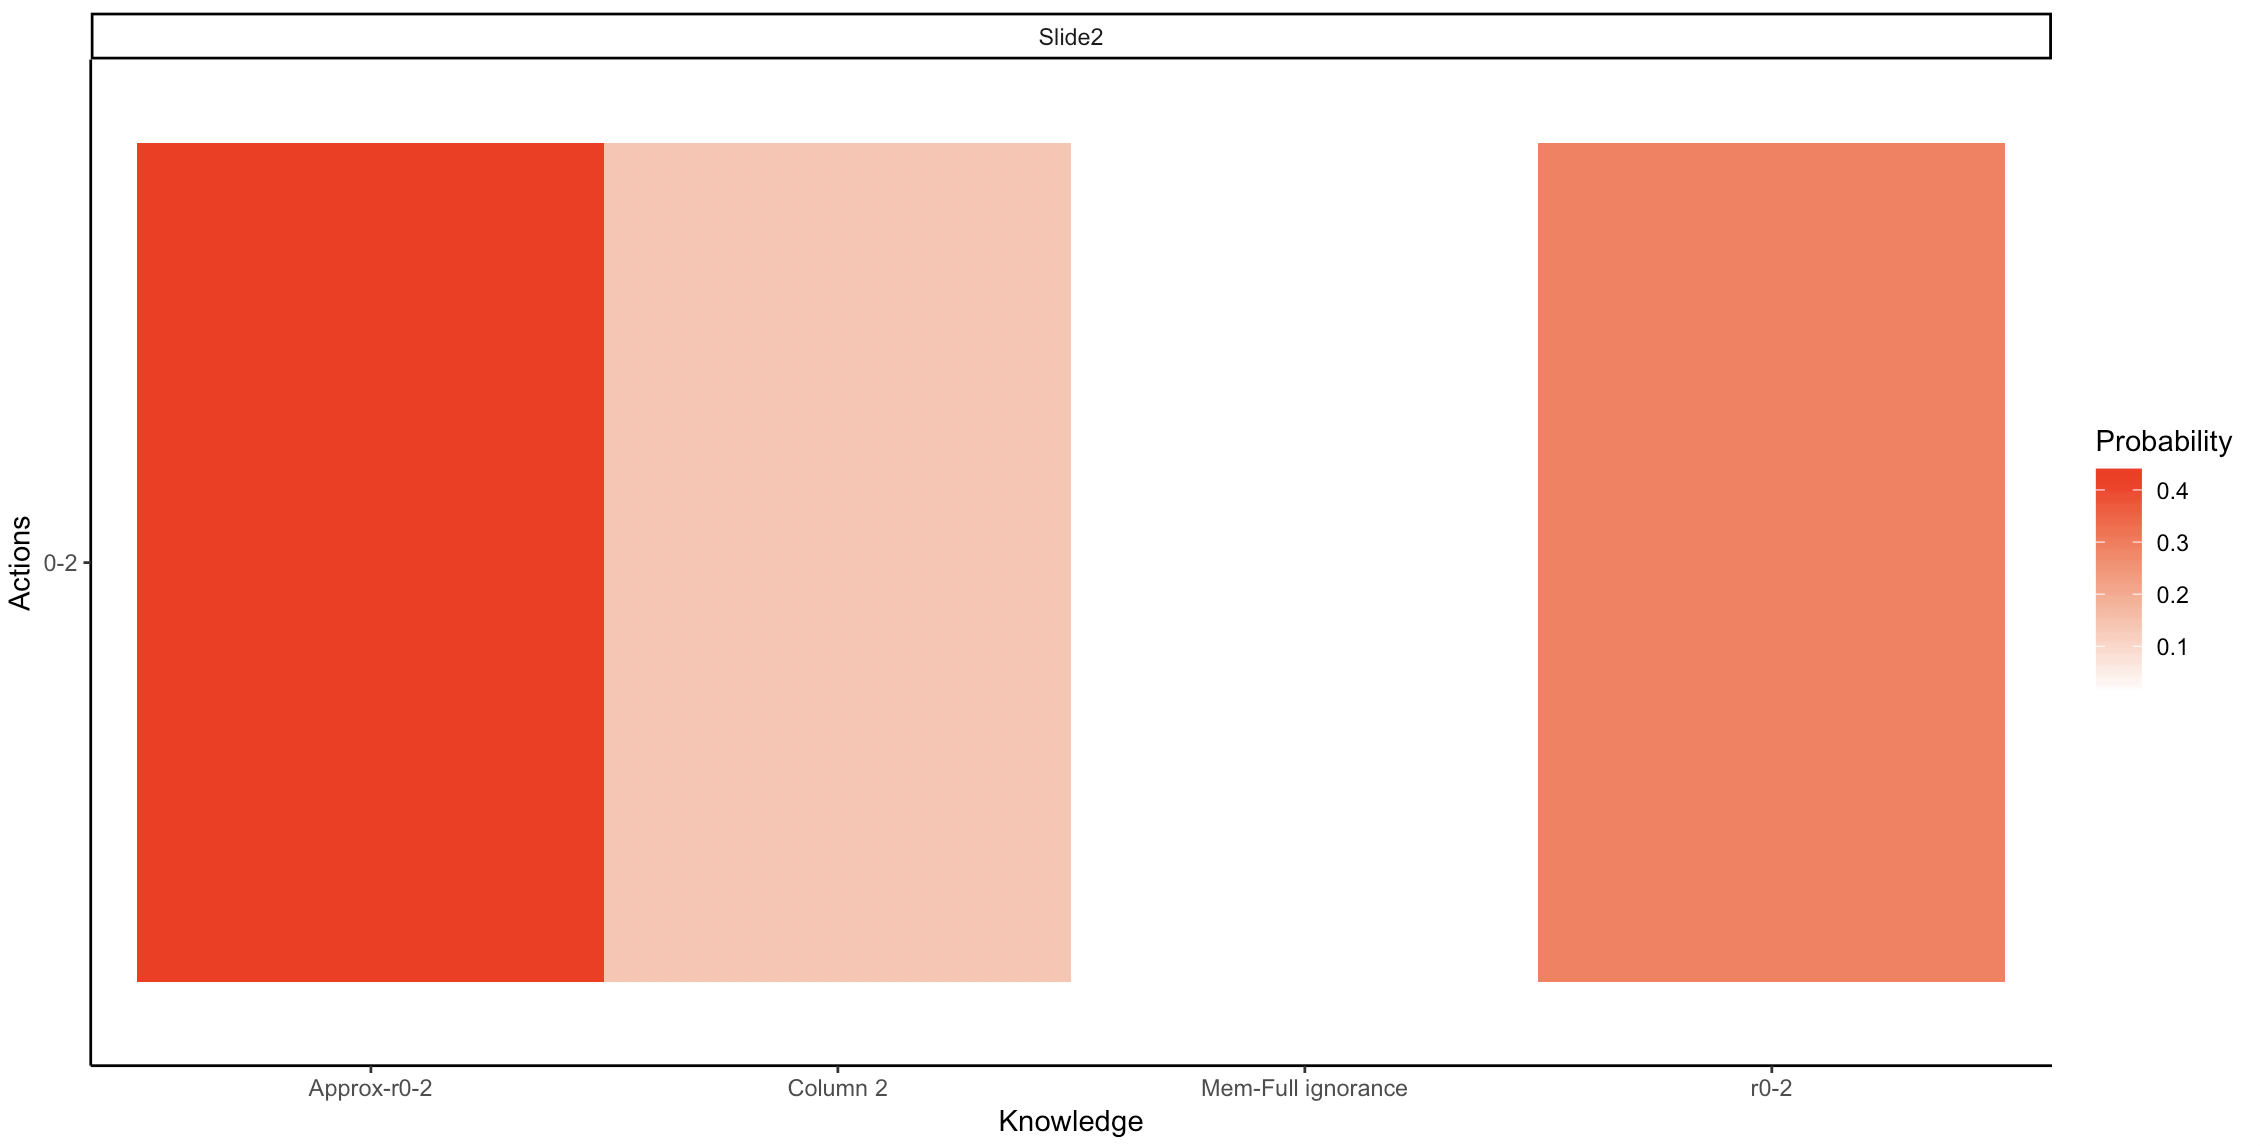 Slide2
Actions
0-2
Approx-r0-2
Column 2
Mem-Full ignorance
r0-2
Knowledge
Probability
0.4
0.3
0.2
0.1